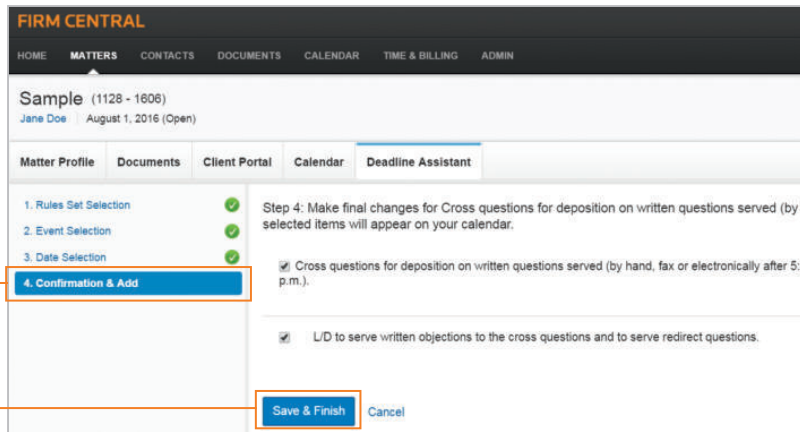 FIRM CENTRAL
HOME MATTERS CONTACTS DOCUMENTS CALENDAR TIME & BILLING ADMIN
Sample (1128 - 1606)
Jane Doe August 1, 2016 (Open)
Matter Profile Documents Client Portal Calendar Deadline Assistant
1. Rules Set Selection
2. Event Selection
3. Date Selection
4. Confirmation & Add
Step 4: Make final changes for Cross questions for deposition on written questions served (by
selected items will appear on your calendar.
Cross questions for deposition on written questions served (by hand, fax or electronically after 5:
p.m.).
L/D to serve written objections to the cross questions and to serve redirect questions.
Save & Finish Cancel